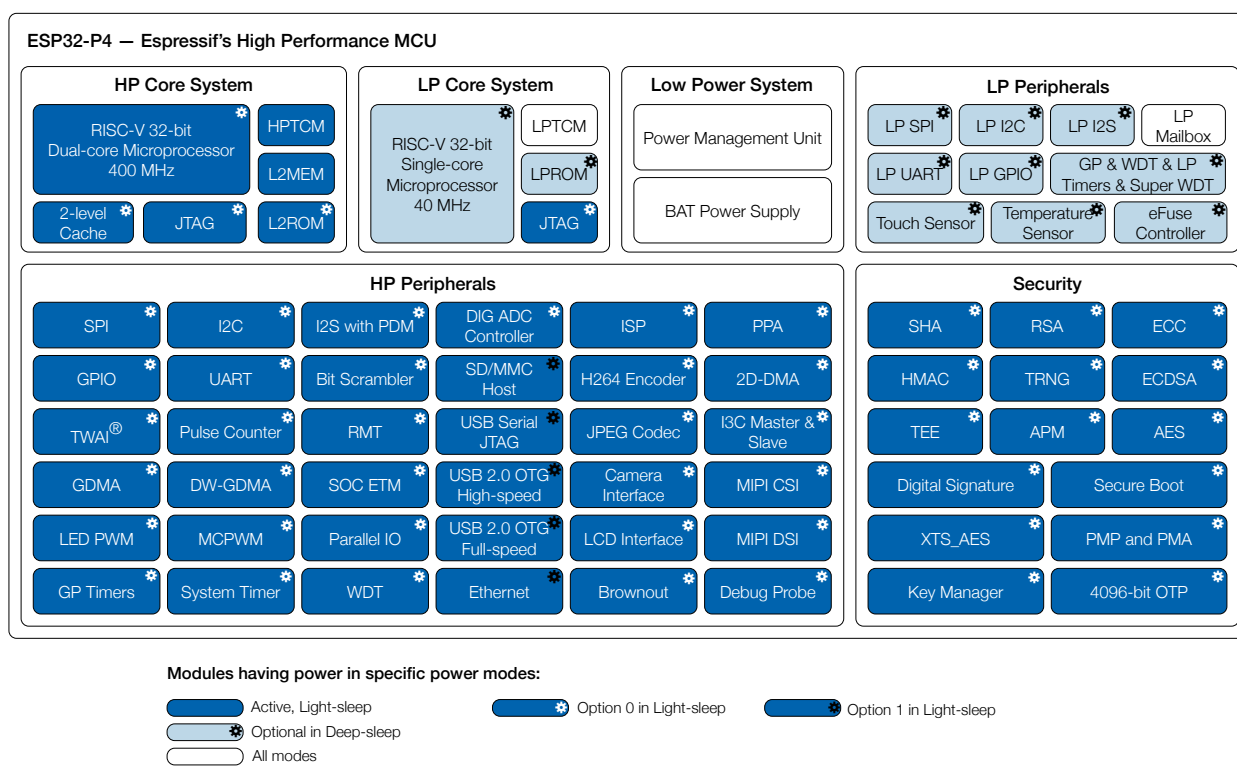 ESP32-P4 — Espressif's High Performance MCU
HP Core System
RISC-V 32-bit
Dual-core Microprocessor
400 MHz
HPTCM
L2MEM
2-level
Cache
JTAG
L2ROM
LP Core System
RISC-V 32-bit
Single-core
Microprocessor
40 MHz
LPTCM
LPROM
JTAG
Low Power System
Power Management Unit
BAT Power Supply
LP Peripherals
LP SPI
LP I2C
LP I2S
LP
Mailbox
LP UART
LP GPIO
GP & WDT & LP
Timers & Super WDT
Touch Sensor
Temperature
Sensor
eFuse
Controller
HP Peripherals
SPI
I2C
I2S with PDM
DIG ADC
Controller
ISP
PPA
GPIO
UART
Bit Scrambler
SD/MMC
Host
H264 Encoder
2D-DMA
TWAI®
Pulse Counter
RMT
USB Serial
JTAG
JPEG Codec
I3C Master &
Slave
GDMA
DW-GDMA
SOC ETM
USB 2.0 OTG
High-speed
Camera
Interface
MIPI CSI
LED PWM
MCPWM
Parallel IO
USB 2.0 OTG
Full-speed
LCD Interface
MIPI DSI
GP Timers
System Timer
WDT
Ethernet
Brownout
Debug Probe
Security
SHA
RSA
ECC
HMAC
TRNG
ECDSA
TEE
APM
AES
Digital Signature
Secure Boot
XTS_AES
PMP and PMA
Key Manager
4096-bit OTP
Modules having power in specific power modes:
Active, Light-sleep
Option 0 in Light-sleep
Option 1 in Light-sleep
Optional in Deep-sleep
All modes